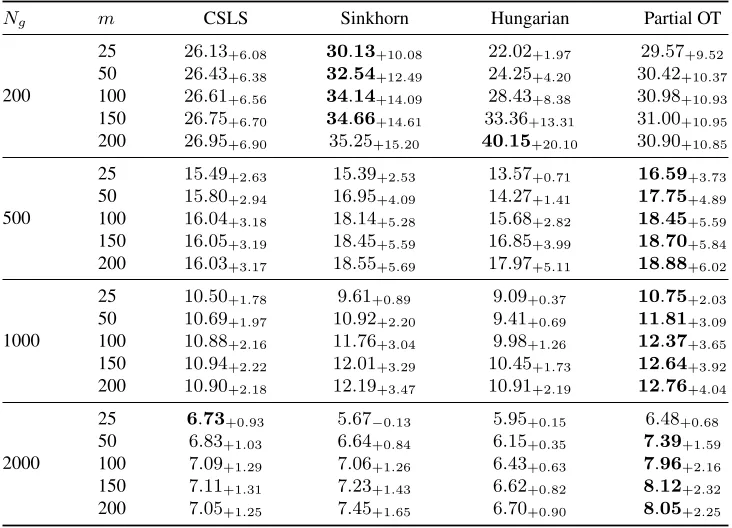 N_g m CSLS Sinkhorn Hungarian Partial OT
25 26.13+6.08 30.13+10.08 22.02+1.97 29.57+9.52
50 26.43+6.38 32.54+12.49 24.25+4.20 30.42+10.37
200 100 26.61+6.56 34.14+14.09 28.43+8.38 30.98+10.93
150 26.75+6.70 34.66+14.61 33.36+13.31 31.00+10.95
200 26.95+6.90 35.25+15.20 40.15+20.10 30.90+10.85
25 15.49+2.63 15.39+2.53 13.57+0.71 16.59+3.73
50 15.80+2.94 16.95+4.09 14.27+1.41 17.75+4.89
500 100 16.04+3.18 18.14+5.28 15.68+2.82 18.45+5.59
150 16.05+3.19 18.45+5.59 16.85+3.99 18.70+5.84
200 16.03+3.17 18.55+5.69 17.97+5.11 18.88+6.02
25 10.50+1.78 9.61+0.89 9.09+0.37 10.75+2.03
50 10.69+1.97 10.92+2.20 9.41+0.69 11.81+3.09
1000 100 10.88+2.16 11.76+3.04 9.98+1.26 12.37+3.65
150 10.94+2.22 12.01+3.29 10.45+1.73 12.64+3.92
200 10.90+2.18 12.19+3.47 10.91+2.19 12.76+4.04
25 6.73+0.93 5.67−0.13 5.95+0.15 6.48+0.68
50 6.83+1.03 6.64+0.84 6.15+0.35 7.39+1.59
2000 100 7.09+1.29 7.06+1.26 6.43+0.63 7.96+2.16
150 7.11+1.31 7.23+1.43 6.62+0.82 8.12+2.32
200 7.05+1.25 7.45+1.65 6.70+0.90 8.05+2.25